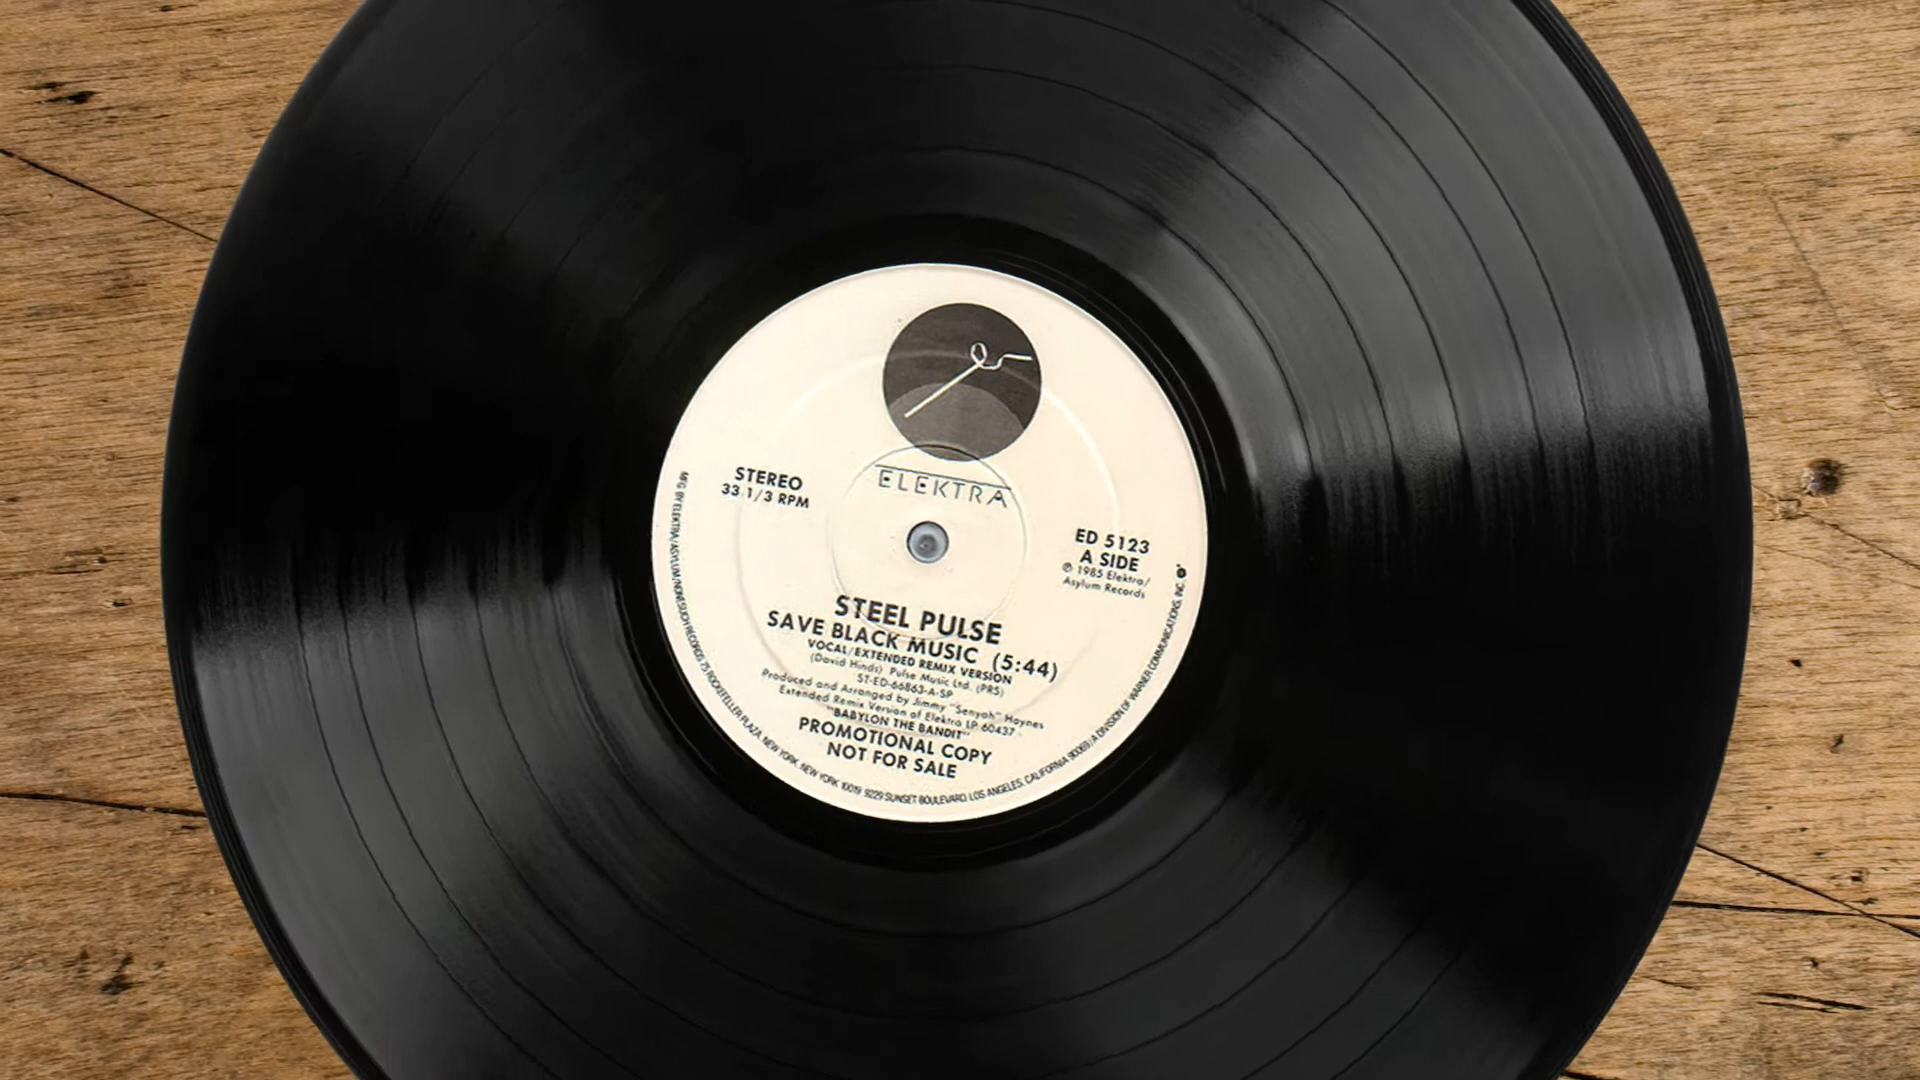 ELEKTRA
STEREO
33 1/3 RPM
ED 5123
A SIDE
℗ 1985 Elektra/
Asylum Records
STEEL PULSE
SAVE BLACK MUSIC (5:44)
VOCAL/EXTENDED REMIX VERSION
(David Hinds) Pulse Music Ltd. (PRS)
ST-ED-66863-A-SP
Produced and Arranged by Jimmy "Senyah" Haynes
Extended Remix Version of Elektra LP 60437
"BABYLON THE BANDIT"
PROMOTIONAL COPY
NOT FOR SALE
MFG BY ELEKTRA/ASYLUM/NONESUCH RECORDS, 75 ROCKEFELLER PLAZA, NEW YORK, NEW YORK 10019. 9229 SUNSET BOULEVARD, LOS ANGELES, CALIFORNIA 90069 / A DIVISION OF WARNER COMMUNICATIONS, INC.